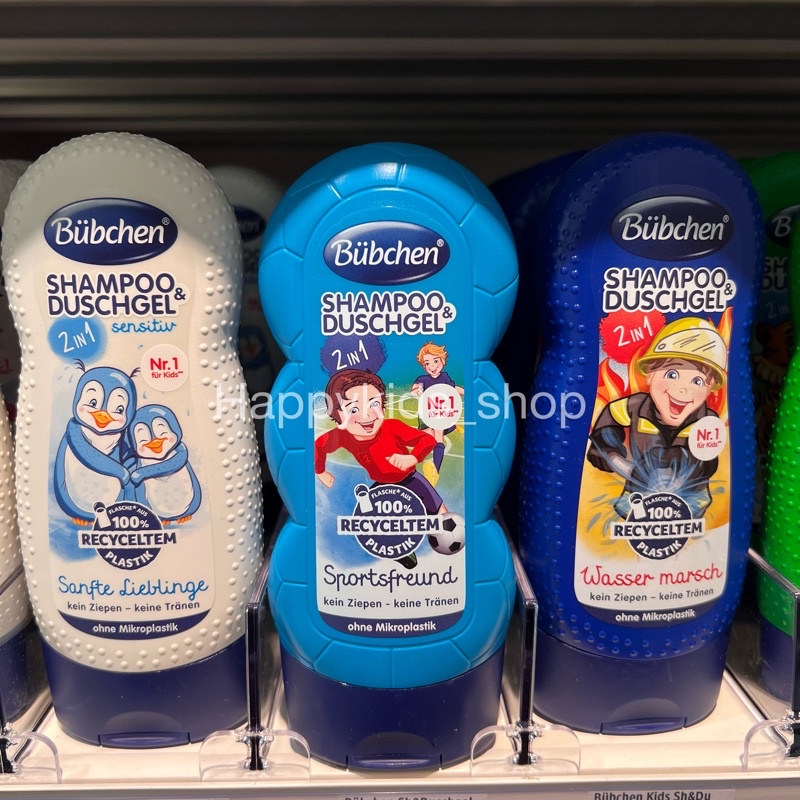 Bübchen®
SHAMPOO &
DUSCHGEL
sensitiv
2 IN 1
Nr. 1
für Kids**
FLASCHE* AUS
100%
RECYCELTEM
PLASTIK
Sanfte Lieblinge
kein Ziepen - keine Tränen
ohne Mikroplastik
Bübchen®
SHAMPOO &
DUSCHGEL
2 IN 1
Nr. 1
für Kids**
FLASCHE* AUS
100%
RECYCELTEM
PLASTIK
Sportsfreund
kein Ziepen - keine Tränen
ohne Mikroplastik
Bübchen®
SHAMPOO &
DUSCHGEL
2 IN 1
Nr. 1
für Kids**
FLASCHE* AUS
100%
RECYCELTEM
PLASTIK
Wasser marsch
kein Ziepen - keine Tränen
ohne Mikroplastik
Bübchen Kids Sh&Du